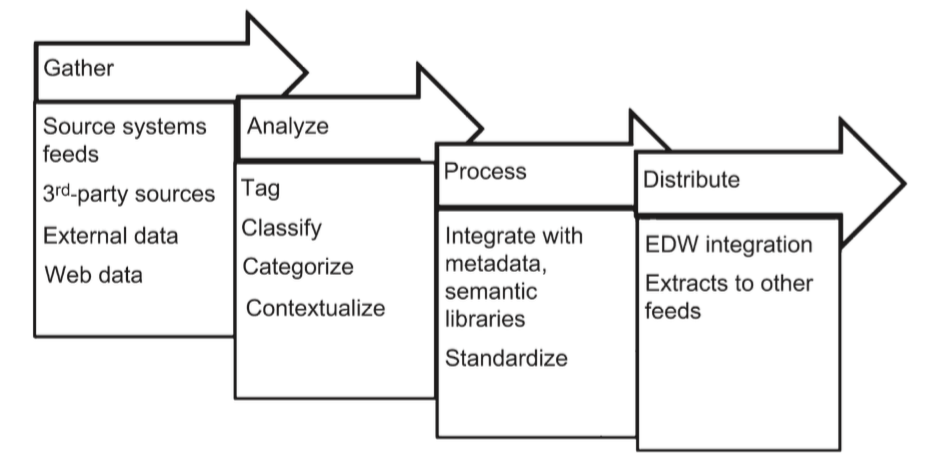 Gather
Source systems
feeds
3rd-party sources
External data
Web data
Analyze
Tag
Classify
Categorize
Contextualize
Process
Integrate with
metadata,
semantic
libraries
Standardize
Distribute
EDW integration
Extracts to other
feeds